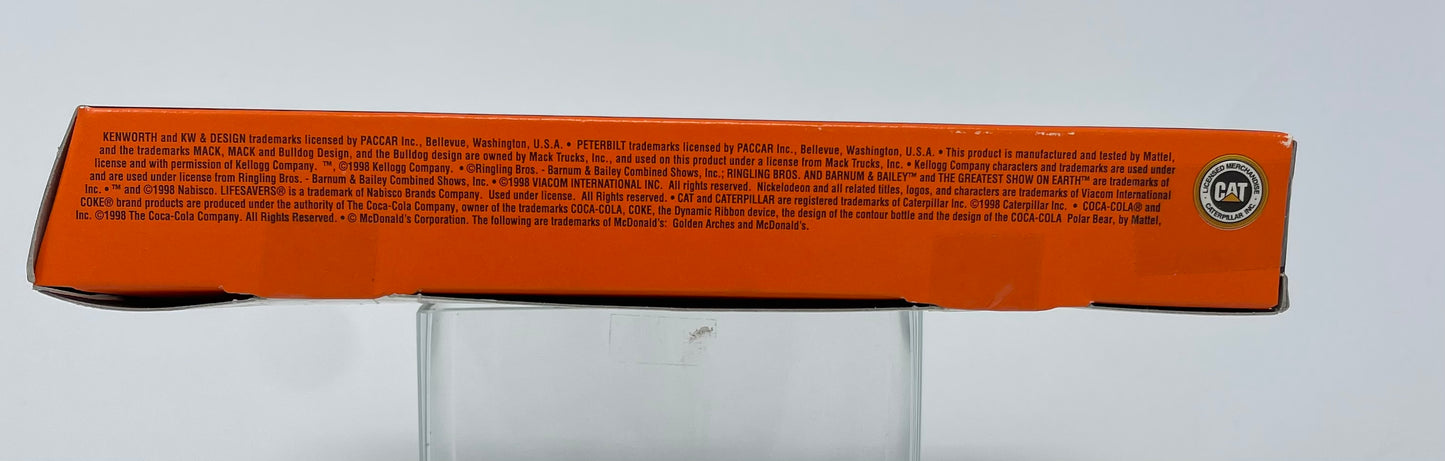 KENWORTH and KW & DESIGN trademarks licensed by PACCAR Inc., Bellevue, Washington, U.S.A. • PETERBILT trademarks licensed by PACCAR Inc., Bellevue, Washington, U.S.A. • This product is manufactured and tested by Mattel,
and the trademarks MACK, MACK and Bulldog Design, and the Bulldog design are owned by Mack Trucks, Inc., and used on this product under a license from Mack Trucks, Inc. • Kellogg Company characters and trademarks are used under
license and with permission of Kellogg Company. ™, ©1998 Kellogg Company. • ©Ringling Bros. - Barnum & Bailey Combined Shows, Inc.; RINGLING BROS. AND BARNUM & BAILEY™ and THE GREATEST SHOW ON EARTH™ are trademarks of
and are used under license from Ringling Bros. - Barnum & Bailey Combined Shows, Inc. • ©1998 VIACOM INTERNATIONAL INC. All rights reserved. Nickelodeon and all related titles, logos, and characters are trademarks of Viacom International
Inc. • ™ and ©1998 Nabisco. LIFESAVERS® is a trademark of Nabisco Brands Company. Used under license. All Rights reserved. • CAT and CATERPILLAR are registered trademarks of Caterpillar Inc. ©1998 Caterpillar Inc. • COCA-COLA® and
COKE® brand products are produced under the authority of The Coca-Cola Company, owner of the trademarks COCA-COLA, COKE, the Dynamic Ribbon device, the design of the contour bottle and the design of the COCA-COLA Polar Bear, by Mattel,
Inc. ©1998 The Coca-Cola Company. All Rights Reserved. • © McDonald's Corporation. The following are trademarks of McDonald's: Golden Arches and McDonald's.
LICENSED MERCHANDISE
CAT
CATERPILLAR INC.